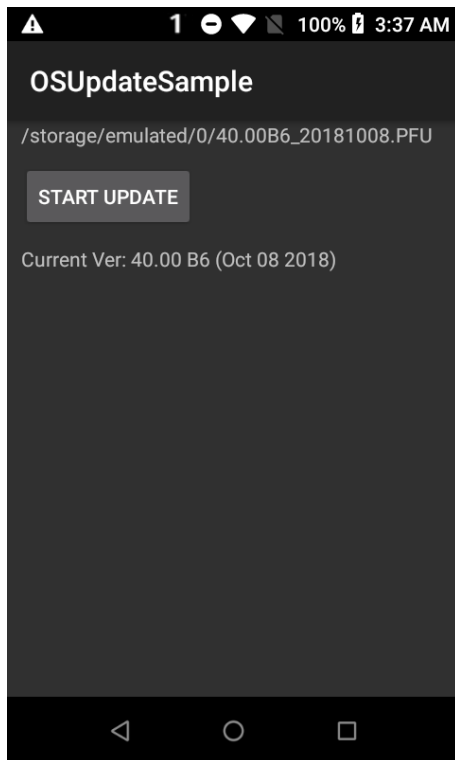 1 100% 3:37 AM
OSUpdateSample
/storage/emulated/0/40.00B6_20181008.PFU
START UPDATE
Current Ver: 40.00 B6 (Oct 08 2018)